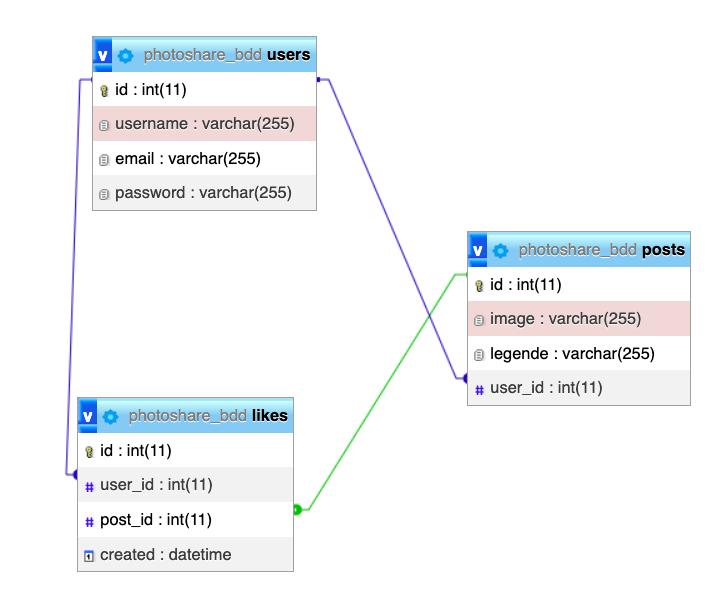 v photoshare_bdd users
id : int(11)
username : varchar(255)
email : varchar(255)
password : varchar(255)
v photoshare_bdd posts
id : int(11)
image : varchar(255)
legende : varchar(255)
# user_id : int(11)
v photoshare_bdd likes
id : int(11)
# user_id : int(11)
# post_id : int(11)
created : datetime